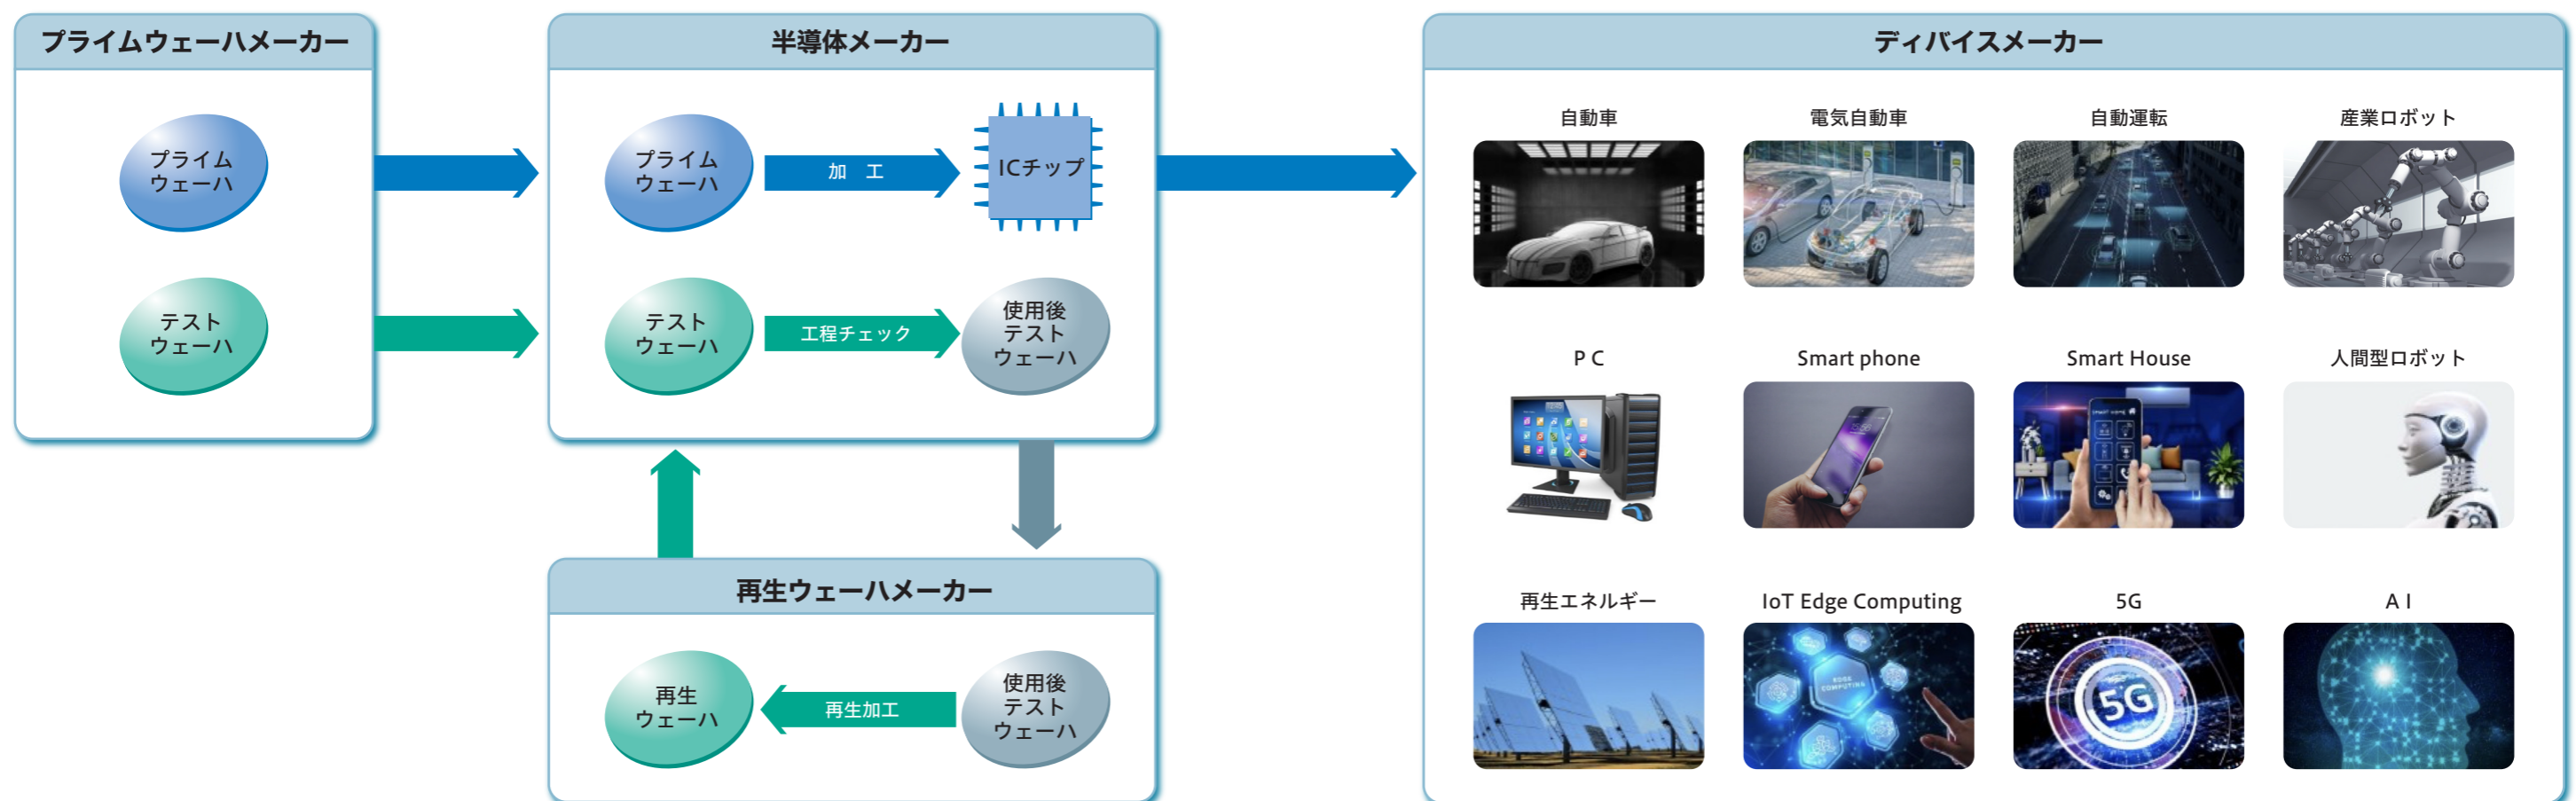 プライムウェーハメーカー
プライム
ウェーハ
テスト
ウェーハ
半導体メーカー
プライム
ウェーハ
加　工
ICチップ
テスト
ウェーハ
工程チェック
使用後
テスト
ウェーハ
再生ウェーハメーカー
再生
ウェーハ
再生加工
使用後
テスト
ウェーハ
ディバイスメーカー
自動車
電気自動車
自動運転
産業ロボット
P C
Smart phone
Smart House
人間型ロボット
SMART HOME
再生エネルギー
IoT Edge Computing
5G
A I
EDGE
COMPUTING
5G